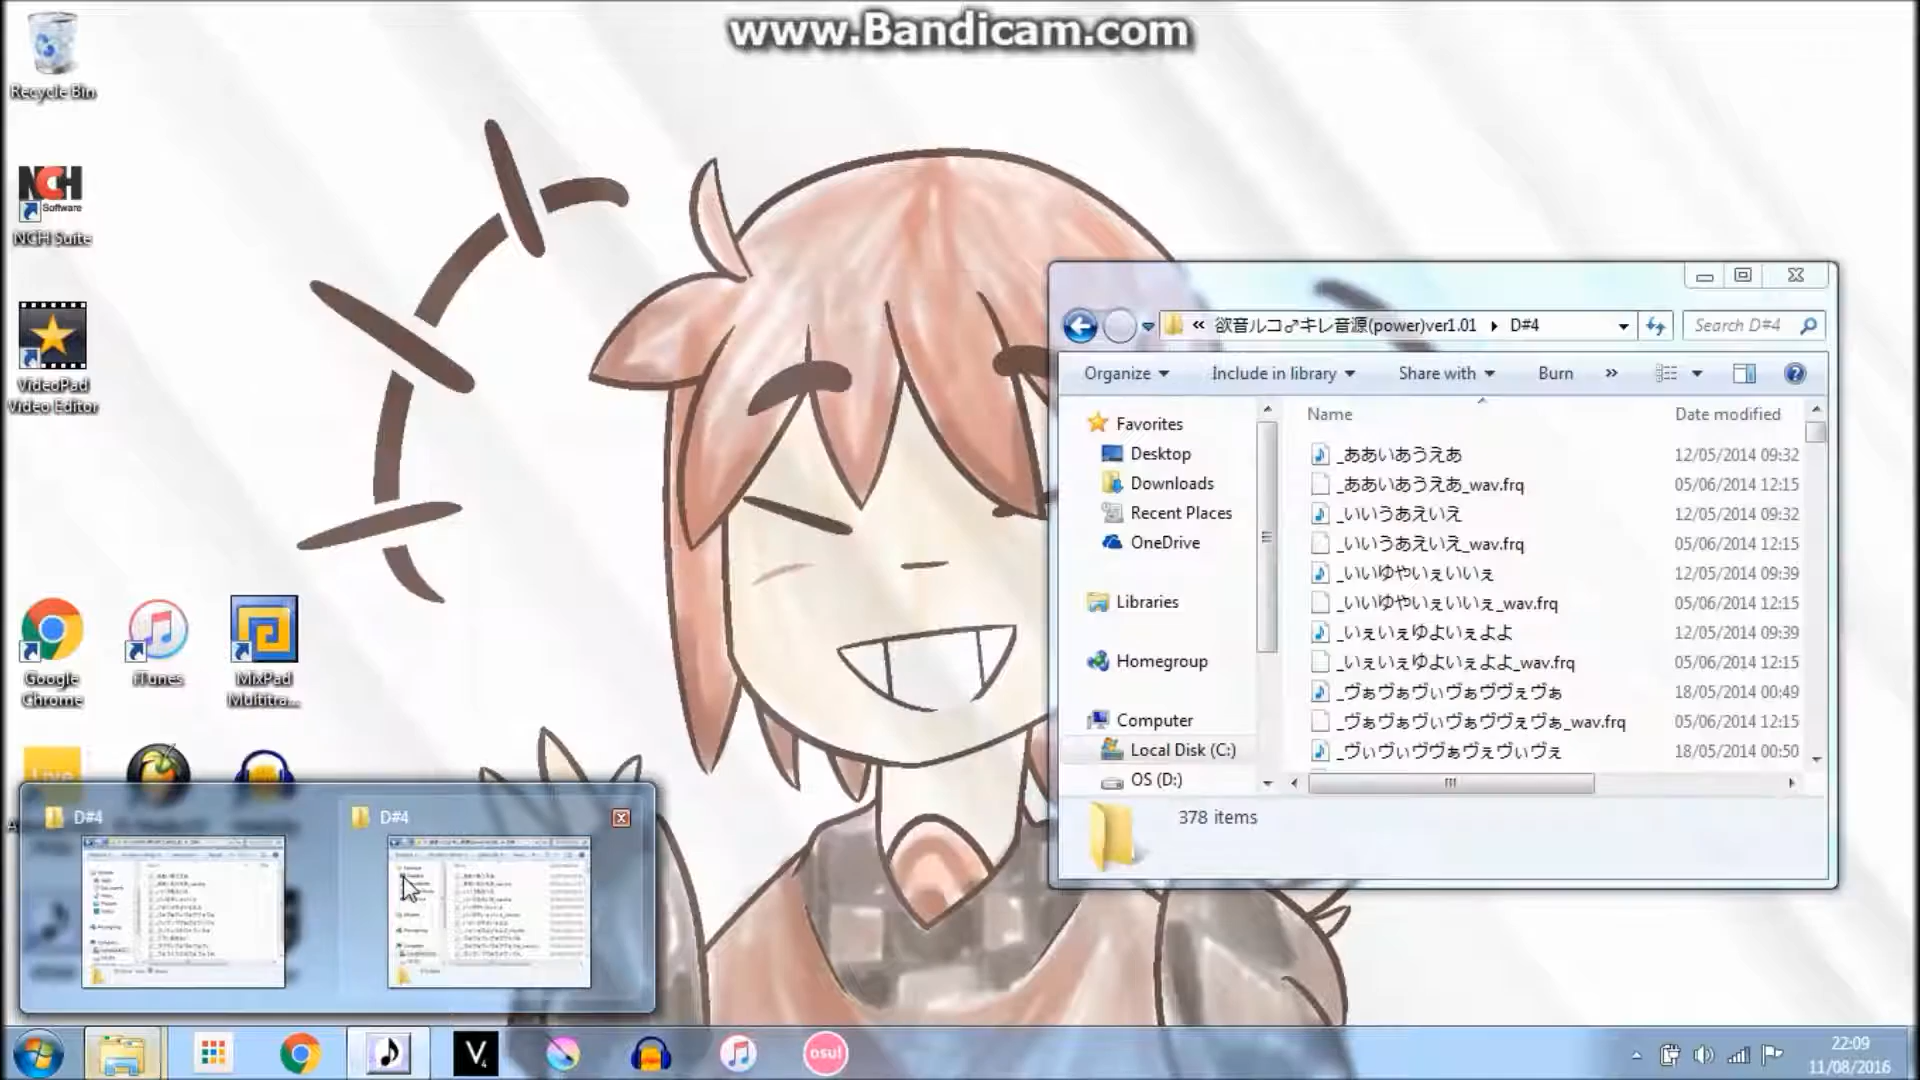 www.Bandicam.com
Recycle Bin
NCH
Software
NCH Suite
VideoPad
Video Editor
Google
Chrome
iTunes
MixPad
Multitra...
Live
« 欲音ルコ♂キレ音源(power)ver1.01 ▸ D#4
Search D#4
Organize
Include in library
Share with
Burn
»
Favorites
Desktop
Downloads
Recent Places
OneDrive
Libraries
Homegroup
Computer
Local Disk (C:)
OS (D:)
Name
Date modified
_ああいあうえあ 12/05/2014 09:32
_ああいあうえあ_wav.frq 05/06/2014 12:15
_いいうあえいえ 12/05/2014 09:32
_いいうあえいえ_wav.frq 05/06/2014 12:15
_いいゆやいぇいいぇ 12/05/2014 09:39
_いいゆやいぇいいぇ_wav.frq 05/06/2014 12:15
_いぇいぇゆよいぇよよ 12/05/2014 09:39
_いぇいぇゆよいぇよよ_wav.frq 05/06/2014 12:15
_ヴぁヴぁヴぃヴぁヴヴぇヴぁ 18/05/2014 00:49
_ヴぁヴぁヴぃヴぁヴヴぇヴぁ_wav.frq 05/06/2014 12:15
_ヴぃヴぃヴヴぁヴぇヴぃヴぇ 18/05/2014 00:50
378 items
D#4
D#4
V4
osu!
22:09
11/08/2016